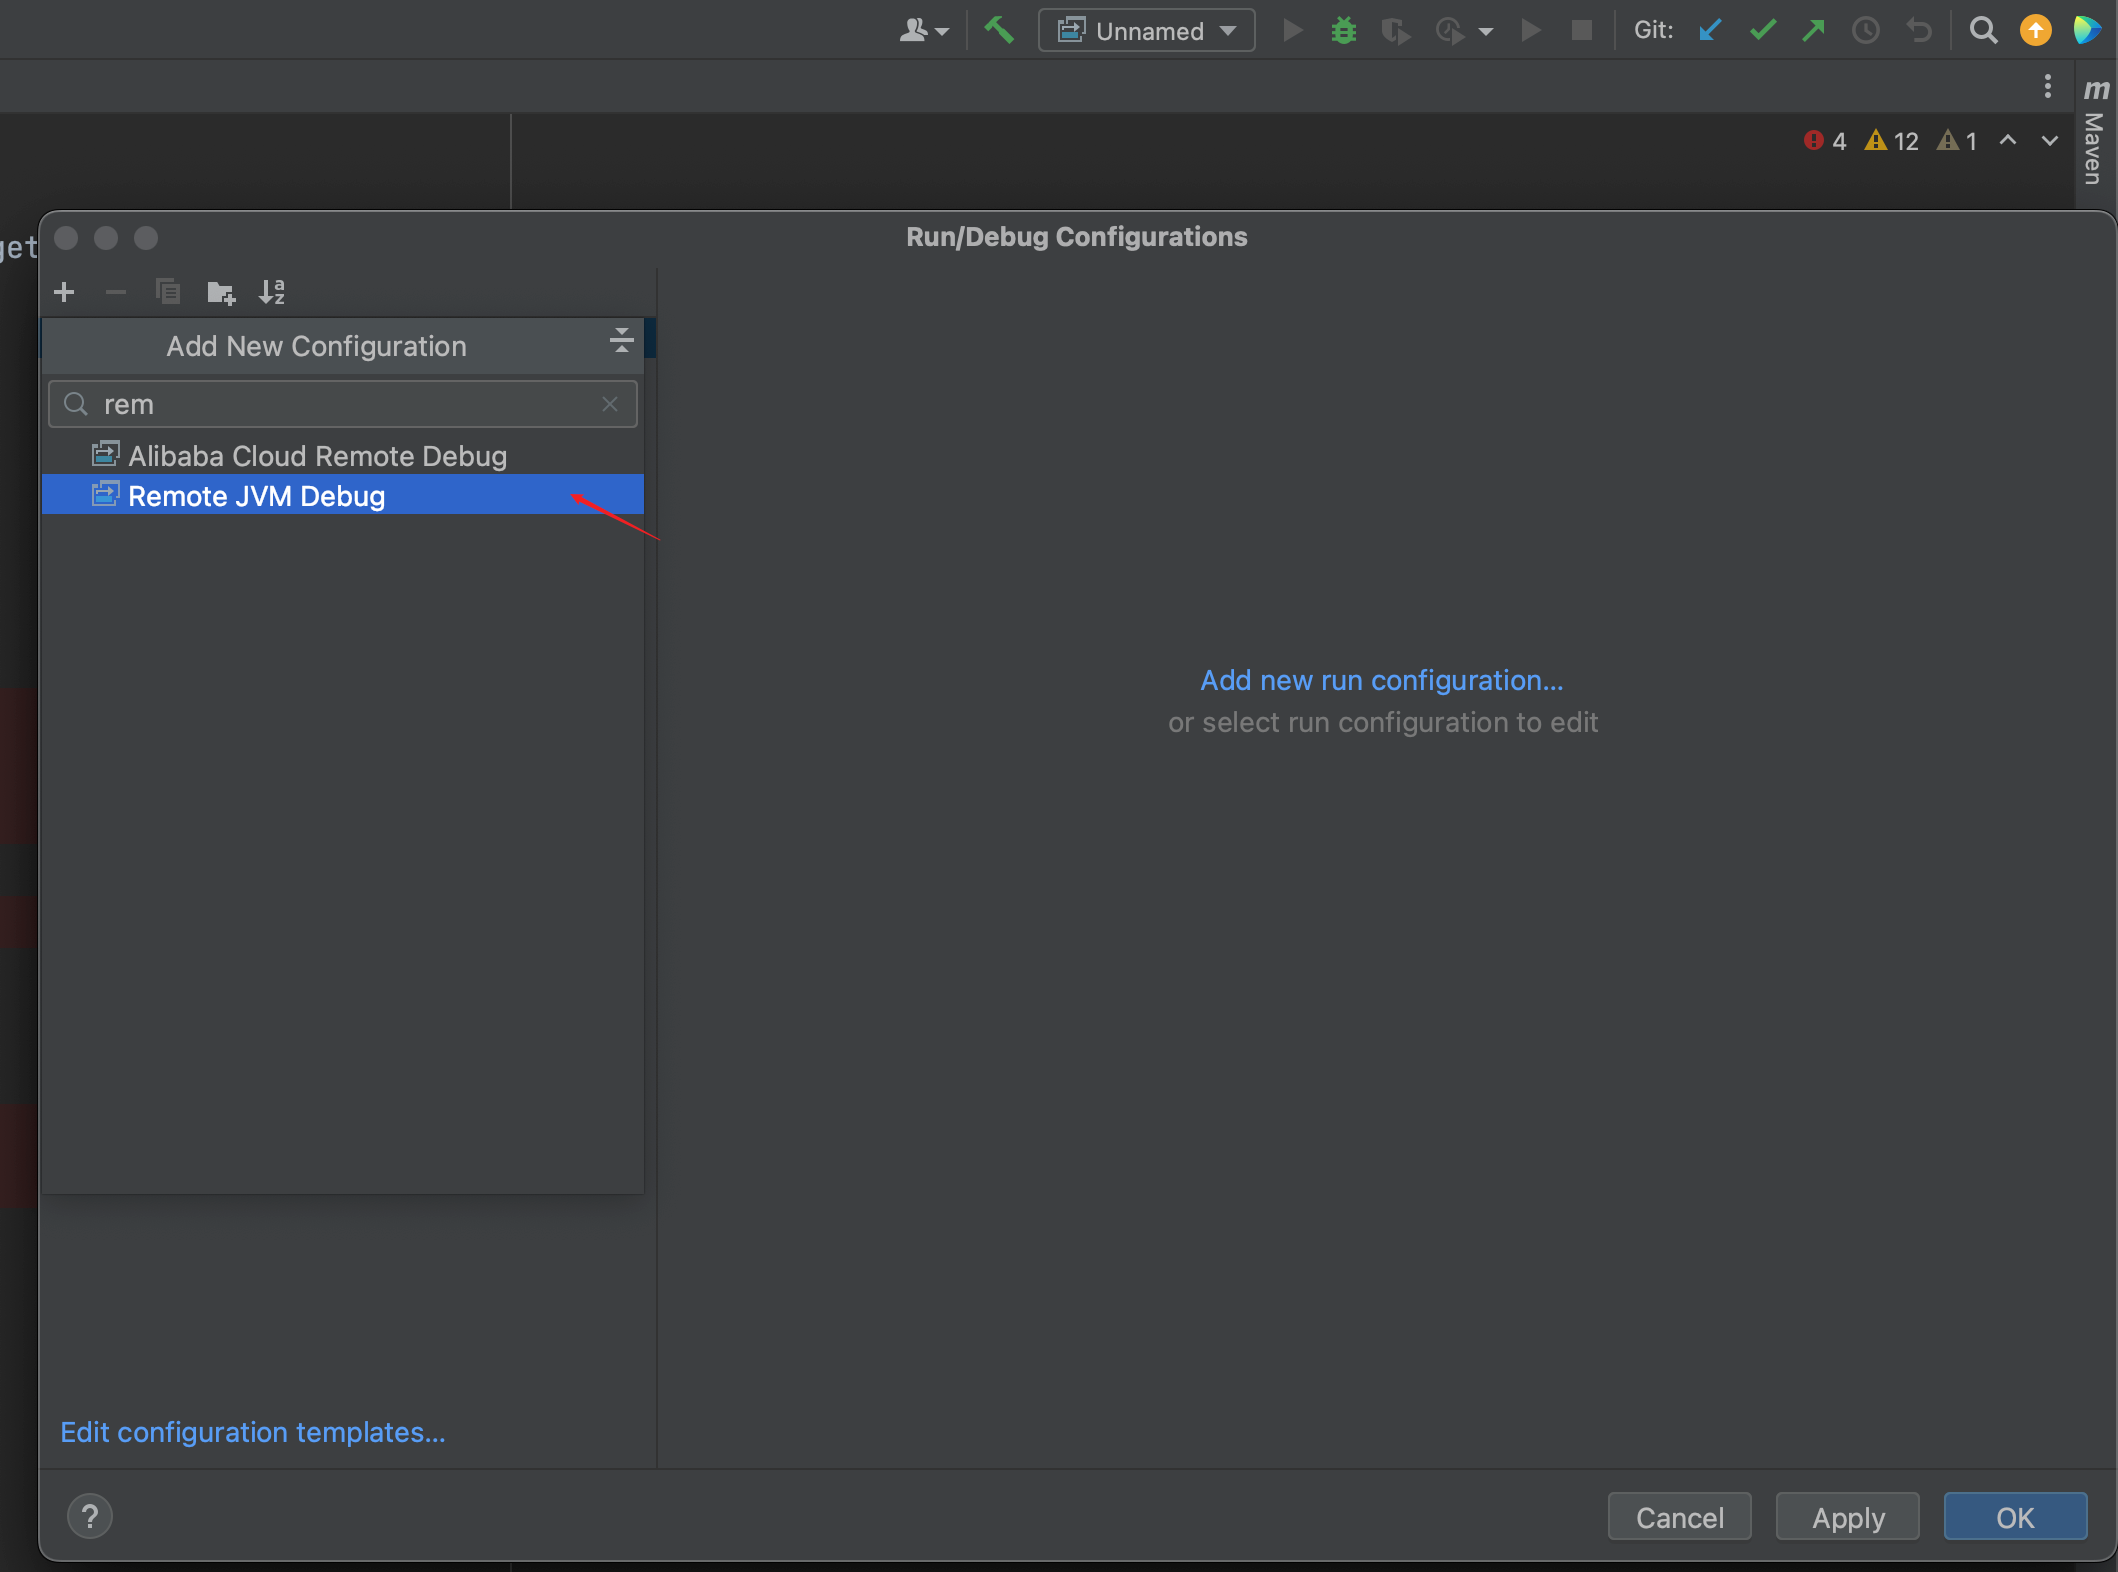 Unnamed
Git:
4 12 1
m Maven
get
Run/Debug Configurations
Add New Configuration
rem
Alibaba Cloud Remote Debug
Remote JVM Debug
Add new run configuration...
or select run configuration to edit
Edit configuration templates...
?
Cancel Apply OK